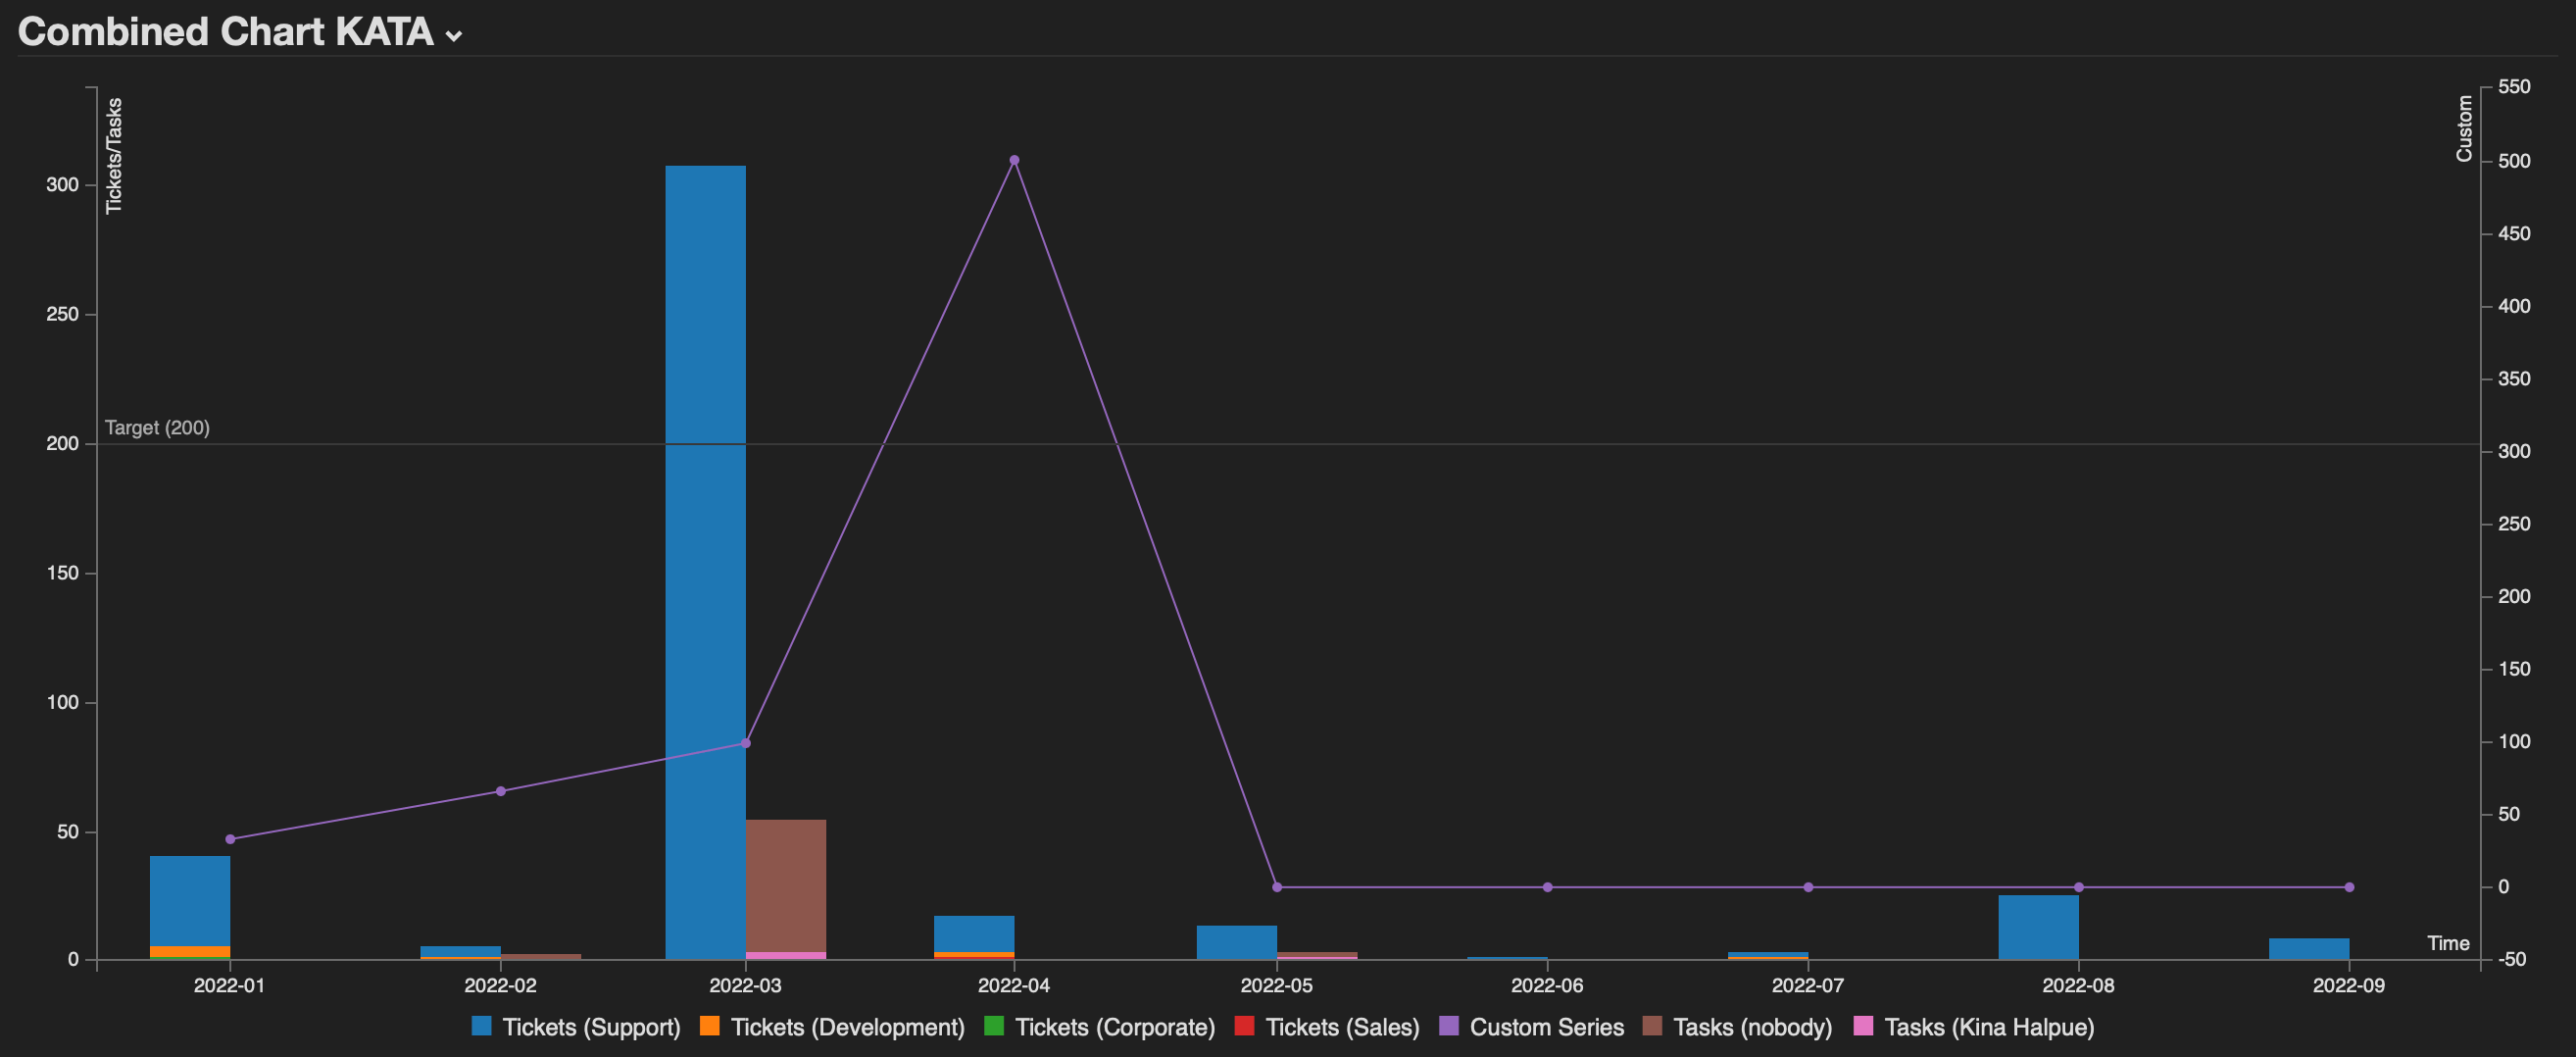 Combined Chart KATA
Tickets/Tasks
Custom
300
250
Target (200)
200
150
100
50
0
550
500
450
400
350
300
250
200
150
100
50
0
-50
Time
2022-01 2022-02 2022-03 2022-04 2022-05 2022-06 2022-07 2022-08 2022-09
Tickets (Support) Tickets (Development) Tickets (Corporate) Tickets (Sales) Custom Series Tasks (nobody) Tasks (Kina Halpue)